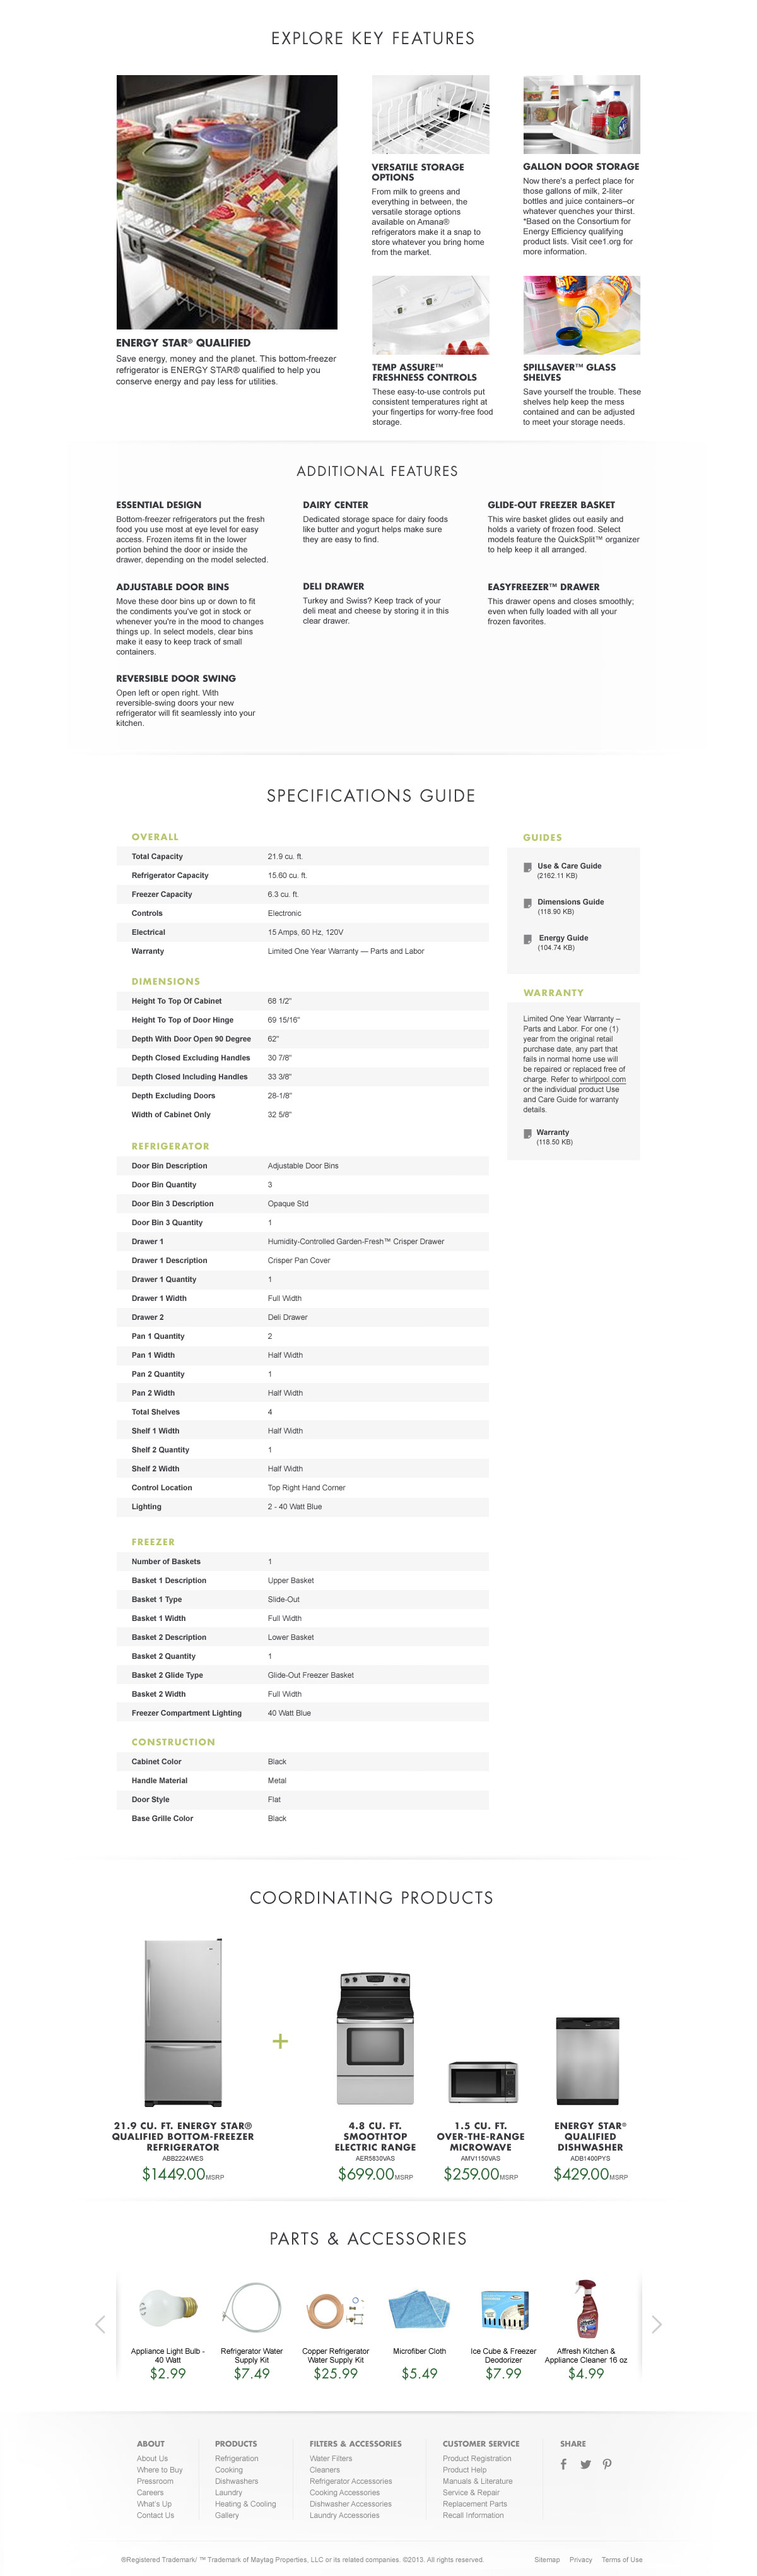 EXPLORE KEY FEATURES
ENERGY STAR® QUALIFIED
Save energy, money and the planet. This bottom-freezer
refrigerator is ENERGY STAR® qualified to help you
conserve energy and pay less for utilities.
VERSATILE STORAGE
OPTIONS
From milk to greens and
everything in between, the
versatile storage options
available on Amana®
refrigerators make it a snap to
store whatever you bring home
from the market.
GALLON DOOR STORAGE
Now there's a perfect place for
those gallons of milk, 2-liter
bottles and juice containers–or
whatever quenches your thirst.
*Based on the Consortium for
Energy Efficiency qualifying
product lists. Visit cee1.org for
more information.
TEMP ASSURE™
FRESHNESS CONTROLS
These easy-to-use controls put
consistent temperatures right at
your fingertips for worry-free food
storage.
SPILLSAVER™ GLASS
SHELVES
Save yourself the trouble. These
shelves help keep the mess
contained and can be adjusted
to meet your storage needs.
ADDITIONAL FEATURES
ESSENTIAL DESIGN
Bottom-freezer refrigerators put the fresh
food you use most at eye level for easy
access. Frozen items fit in the lower
portion behind the door or inside the
drawer, depending on the model selected.
DAIRY CENTER
Dedicated storage space for dairy foods
like butter and yogurt helps make sure
they are easy to find.
GLIDE-OUT FREEZER BASKET
This wire basket glides out easily and
holds a variety of frozen food. Select
models feature the QuickSplit™ organizer
to help keep it all arranged.
ADJUSTABLE DOOR BINS
Move these door bins up or down to fit
the condiments you've got in stock or
whenever you're in the mood to changes
things up. In select models, clear bins
make it easy to keep track of small
containers.
DELI DRAWER
Turkey and Swiss? Keep track of your
deli meat and cheese by storing it in this
clear drawer.
EASYFREEZER™ DRAWER
This drawer opens and closes smoothly;
even when fully loaded with all your
frozen favorites.
REVERSIBLE DOOR SWING
Open left or open right. With
reversible-swing doors your new
refrigerator will fit seamlessly into your
kitchen.
SPECIFICATIONS GUIDE
OVERALL
Total Capacity 21.9 cu. ft.
Refrigerator Capacity 15.60 cu. ft.
Freezer Capacity 6.3 cu. ft.
Controls Electronic
Electrical 15 Amps, 60 Hz, 120V
Warranty Limited One Year Warranty — Parts and Labor
DIMENSIONS
Height To Top Of Cabinet 68 1/2"
Height To Top of Door Hinge 69 15/16"
Depth With Door Open 90 Degree 62"
Depth Closed Excluding Handles 30 7/8"
Depth Closed Including Handles 33 3/8"
Depth Excluding Doors 28-1/8"
Width of Cabinet Only 32 5/8"
REFRIGERATOR
Door Bin Description Adjustable Door Bins
Door Bin Quantity 3
Door Bin 3 Description Opaque Std
Door Bin 3 Quantity 1
Drawer 1 Humidity-Controlled Garden-Fresh™ Crisper Drawer
Drawer 1 Description Crisper Pan Cover
Drawer 1 Quantity 1
Drawer 1 Width Full Width
Drawer 2 Deli Drawer
Pan 1 Quantity 2
Pan 1 Width Half Width
Pan 2 Quantity 1
Pan 2 Width Half Width
Total Shelves 4
Shelf 1 Width Half Width
Shelf 2 Quantity 1
Shelf 2 Width Half Width
Control Location Top Right Hand Corner
Lighting 2 - 40 Watt Blue
FREEZER
Number of Baskets 1
Basket 1 Description Upper Basket
Basket 1 Type Slide-Out
Basket 1 Width Full Width
Basket 2 Description Lower Basket
Basket 2 Quantity 1
Basket 2 Glide Type Glide-Out Freezer Basket
Basket 2 Width Full Width
Freezer Compartment Lighting 40 Watt Blue
CONSTRUCTION
Cabinet Color Black
Handle Material Metal
Door Style Flat
Base Grille Color Black
GUIDES
Use & Care Guide
(2162.11 KB)
Dimensions Guide
(118.90 KB)
Energy Guide
(104.74 KB)
WARRANTY
Limited One Year Warranty –
Parts and Labor. For one (1)
year from the original retail
purchase date, any part that
fails in normal home use will
be repaired or replaced free of
charge. Refer to whirlpool.com
or the individual product Use
and Care Guide for warranty
details.
Warranty
(118.50 KB)
COORDINATING PRODUCTS
+
21.9 CU. FT. ENERGY STAR®
QUALIFIED BOTTOM-FREEZER
REFRIGERATOR
ABB2224WES
$1449.00 MSRP
4.8 CU. FT.
SMOOTHTOP
ELECTRIC RANGE
AER5830VAS
$699.00 MSRP
1.5 CU. FT.
OVER-THE-RANGE
MICROWAVE
AMV1150VAS
$259.00 MSRP
ENERGY STAR®
QUALIFIED
DISHWASHER
ADB1400PYS
$429.00 MSRP
PARTS & ACCESSORIES
Appliance Light Bulb -
40 Watt
$2.99
Refrigerator Water
Supply Kit
$7.49
Copper Refrigerator
Water Supply Kit
$25.99
Microfiber Cloth
$5.49
Ice Cube & Freezer
Deodorizer
$7.99
Affresh Kitchen &
Appliance Cleaner 16 oz
$4.99
ABOUT
About Us
Where to Buy
Pressroom
Careers
What's Up
Contact Us
PRODUCTS
Refrigeration
Cooking
Dishwashers
Laundry
Heating & Cooling
Gallery
FILTERS & ACCESSORIES
Water Filters
Cleaners
Refrigerator Accessories
Cooking Accessories
Dishwasher Accessories
Laundry Accessories
CUSTOMER SERVICE
Product Registration
Product Help
Manuals & Literature
Service & Repair
Replacement Parts
Recall Information
SHARE
®Registered Trademark/ ™ Trademark of Maytag Properties, LLC or its related companies. ©2013. All rights reserved.
Sitemap Privacy Terms of Use